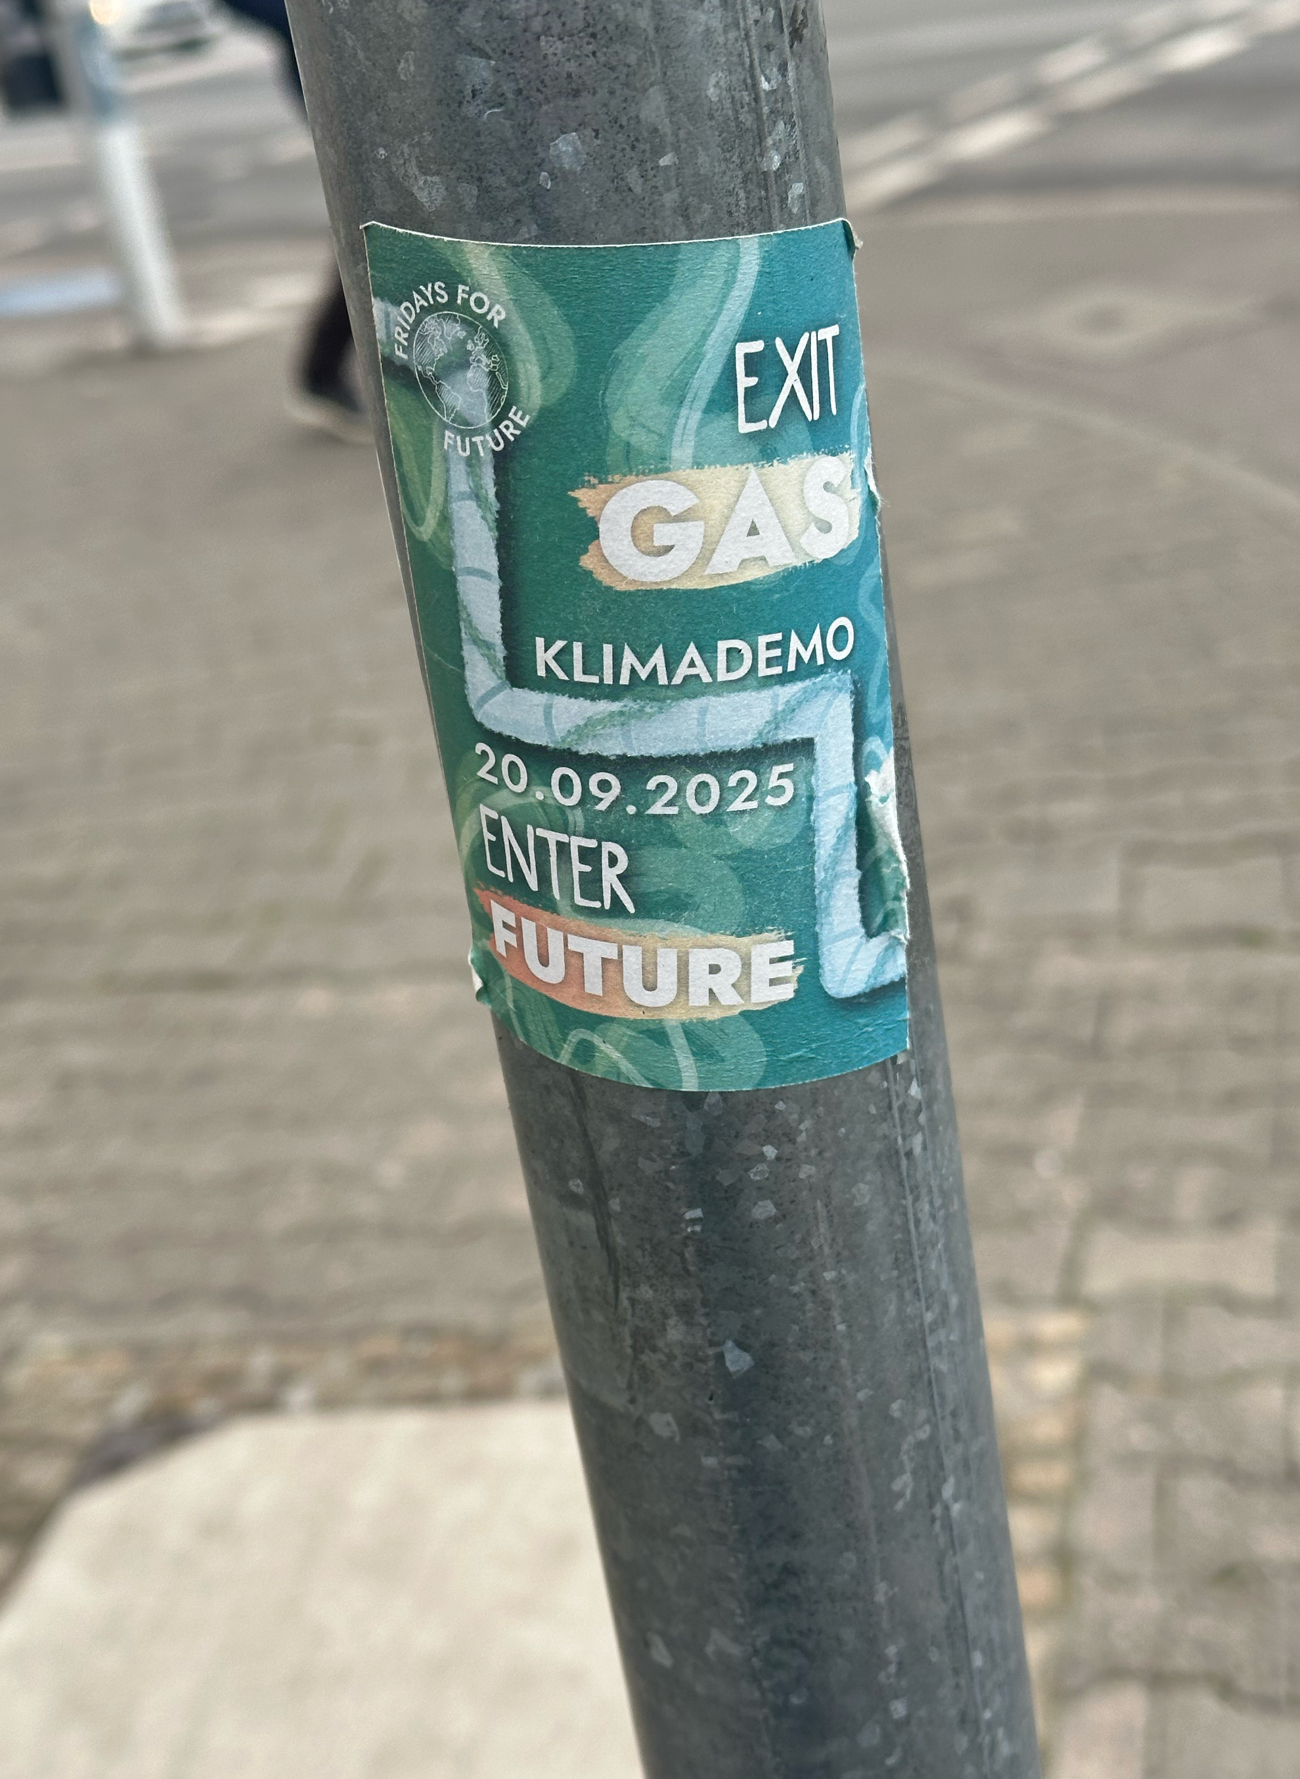 FRIDAYS FOR
FUTURE
EXIT
GAS
KLIMADEMO
20.09.2025
ENTER
FUTURE